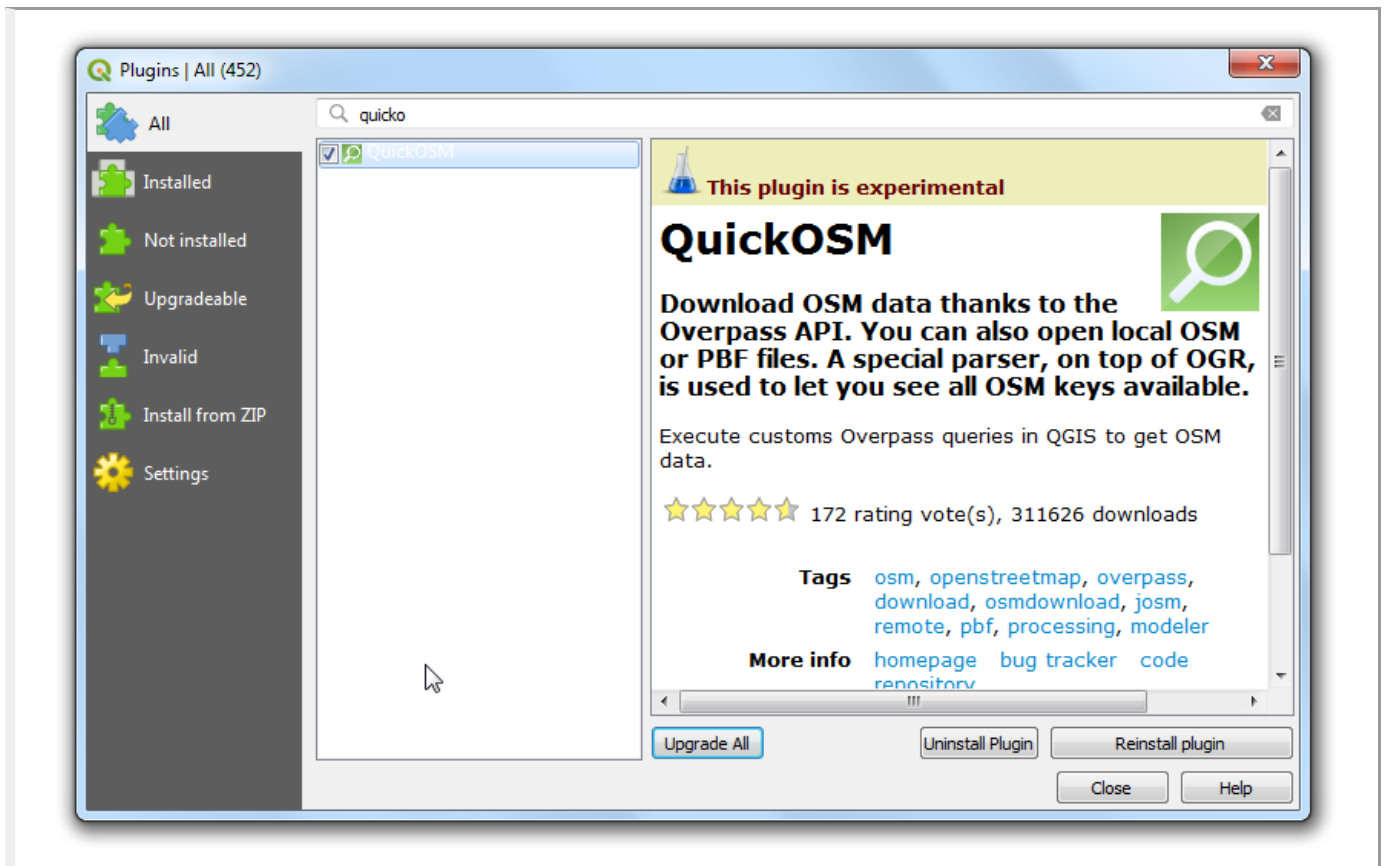 Plugins | All (452)
All
Installed
Not installed
Upgradeable
Invalid
Install from ZIP
Settings
quicko
QuickOSM
This plugin is experimental
QuickOSM
Download OSM data thanks to the
Overpass API. You can also open local OSM
or PBF files. A special parser, on top of OGR,
is used to let you see all OSM keys available.
Execute customs Overpass queries in QGIS to get OSM
data.
172 rating vote(s), 311626 downloads
Tags osm, openstreetmap, overpass,
download, osmdownload, josm,
remote, pbf, processing, modeler
More info homepage bug tracker code
repository
Upgrade All
Uninstall Plugin
Reinstall plugin
Close
Help